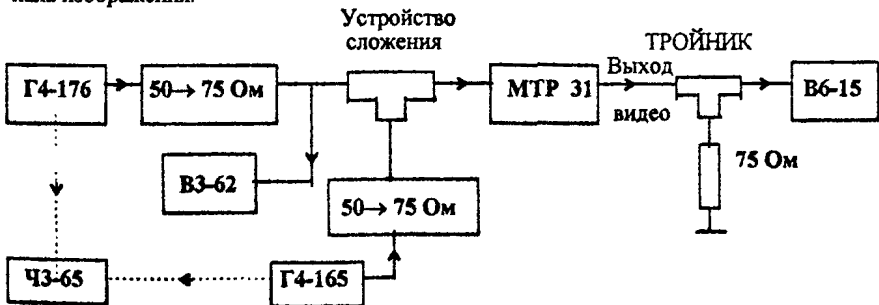 Устройство
сложения
ТРОЙНИК
Г4-176
50→ 75 Ом
МТР 31
Выход
видео
В6-15
В3-62
75 Ом
50→ 75 Ом
Ч3-65
Г4-165